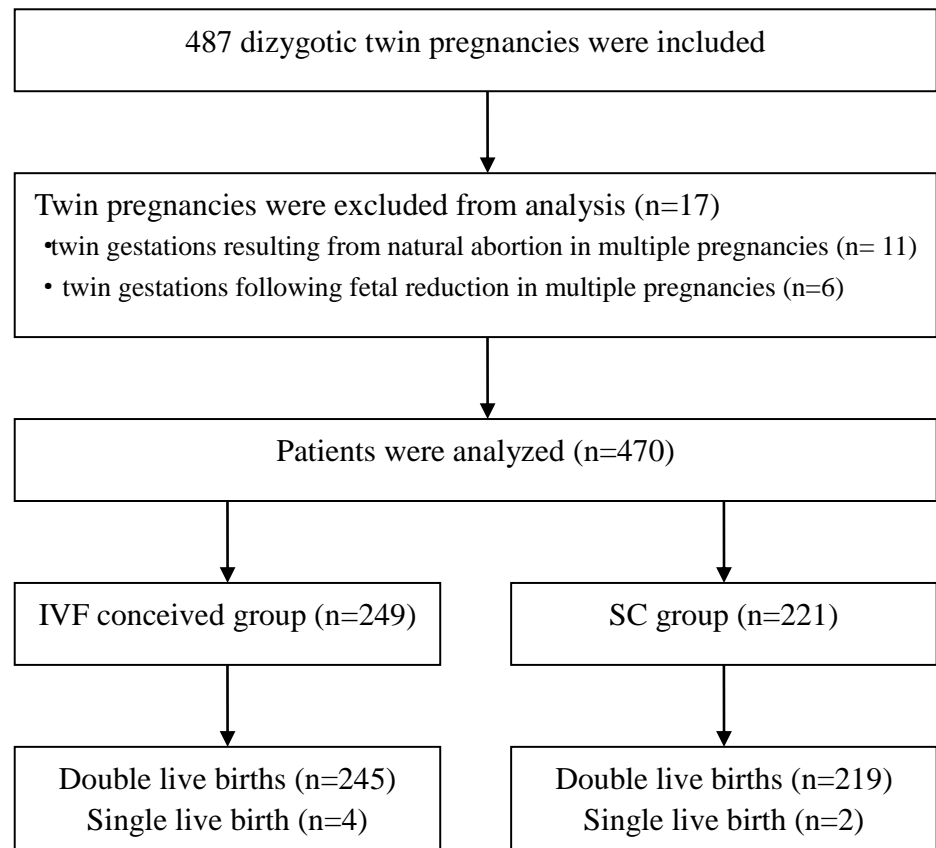 487 dizygotic twin pregnancies were included
Twin pregnancies were excluded from analysis (n=17)
•twin gestations resulting from natural abortion in multiple pregnancies (n= 11)
• twin gestations following fetal reduction in multiple pregnancies (n=6)
Patients were analyzed (n=470)
IVF conceived group (n=249)
SC group (n=221)
Double live births (n=245)
Single live birth (n=4)
Double live births (n=219)
Single live birth (n=2)